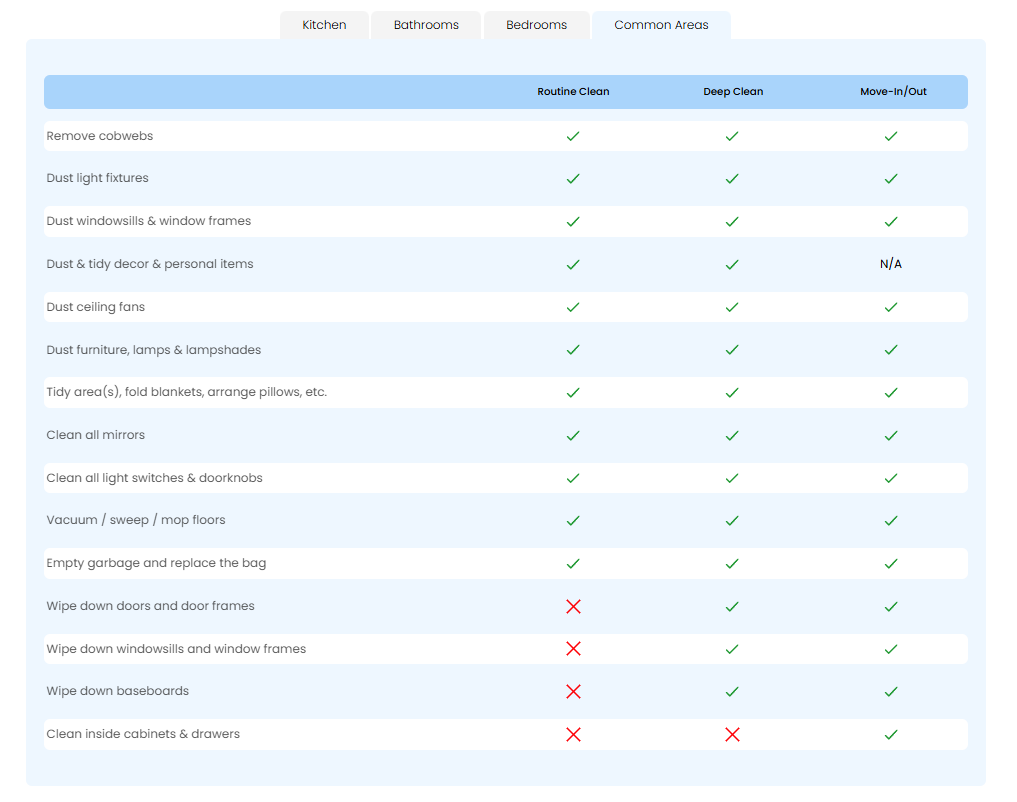 Kitchen Bathrooms Bedrooms Common Areas
Routine Clean Deep Clean Move-In/Out
Remove cobwebs
Dust light fixtures
Dust windowsills & window frames
Dust & tidy decor & personal items N/A
Dust ceiling fans
Dust furniture, lamps & lampshades
Tidy area(s), fold blankets, arrange pillows, etc.
Clean all mirrors
Clean all light switches & doorknobs
Vacuum / sweep / mop floors
Empty garbage and replace the bag
Wipe down doors and door frames
Wipe down windowsills and window frames
Wipe down baseboards
Clean inside cabinets & drawers